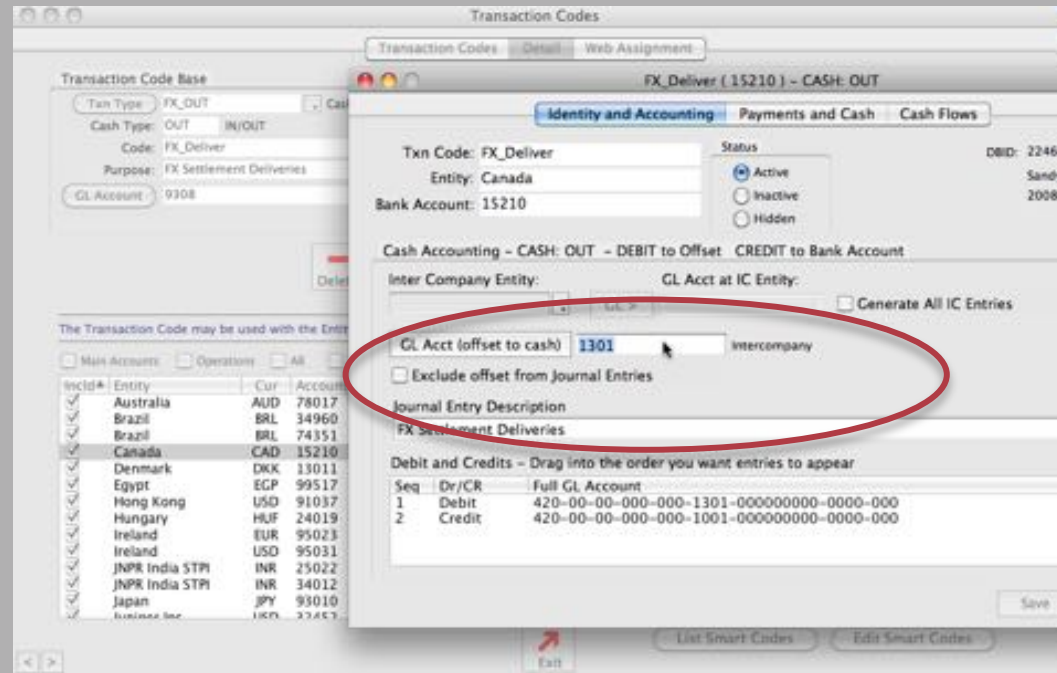 Transaction Codes
Transaction Codes Detail Web Assignment
Transaction Code Base
Txn Type FX_OUT
Cash Type: OUT IN/OUT
Code: FX_Deliver
Purpose: FX Settlement Deliveries
GL Account 9308
The Transaction Code may be used with the
Main Accounts Operations All
Incld Entity Cur
Australia AUD 78017
Brazil BRL 34960
Brazil BRL 74351
Canada CAD 15210
Denmark DKK 13011
Egypt EGP 99517
Hong Kong USD 91037
Hungary HUF 24019
Ireland EUR 95023
Ireland USD 95031
JNPR India STPI INR 25022
JNPR India STPI INR 34012
Japan JPY 93010
FX_Deliver ( 15210 ) - CASH: OUT
Identity and Accounting Payments and Cash Cash Flows
Txn Code: FX_Deliver
Entity: Canada
Bank Account: 15210
Status
Active
Inactive
Hidden
DBID: 2246
2008
Cash Accounting - CASH: OUT - DEBIT to Offset CREDIT to Bank Account
Inter Company Entity: GL Acct at IC Entity:
GL > Generate All IC Entries
GL Acct (offset to cash) 1301 Intercompany
Exclude offset from Journal Entries
Journal Entry Description
FX Settlement Deliveries
Debit and Credits - Drag into the order you want entries to appear
Seq Dr/CR Full GL Account
1 Debit 420-00-00-000-000-1301-000000000-0000-000
2 Credit 420-00-00-000-000-1001-000000000-0000-000
Save
List Smart Codes Edit Smart Codes
Exit
< >